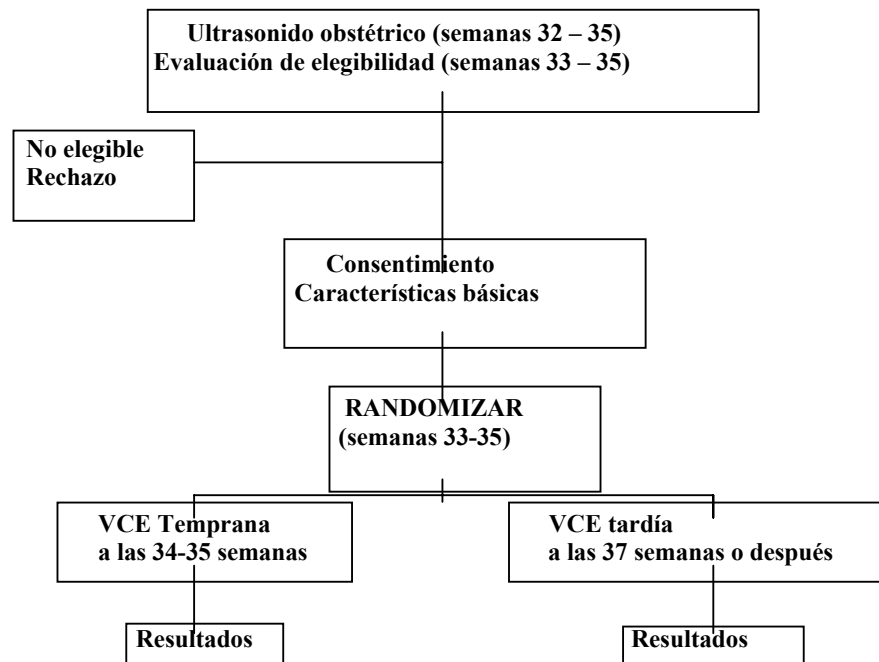 Ultrasonido obstétrico (semanas 32 – 35)
Evaluación de elegibilidad (semanas 33 – 35)
No elegible
Rechazo
Consentimiento
Características básicas
RANDOMIZAR
(semanas 33-35)
VCE Temprana
a las 34-35 semanas
VCE tardía
a las 37 semanas o después
Resultados
Resultados